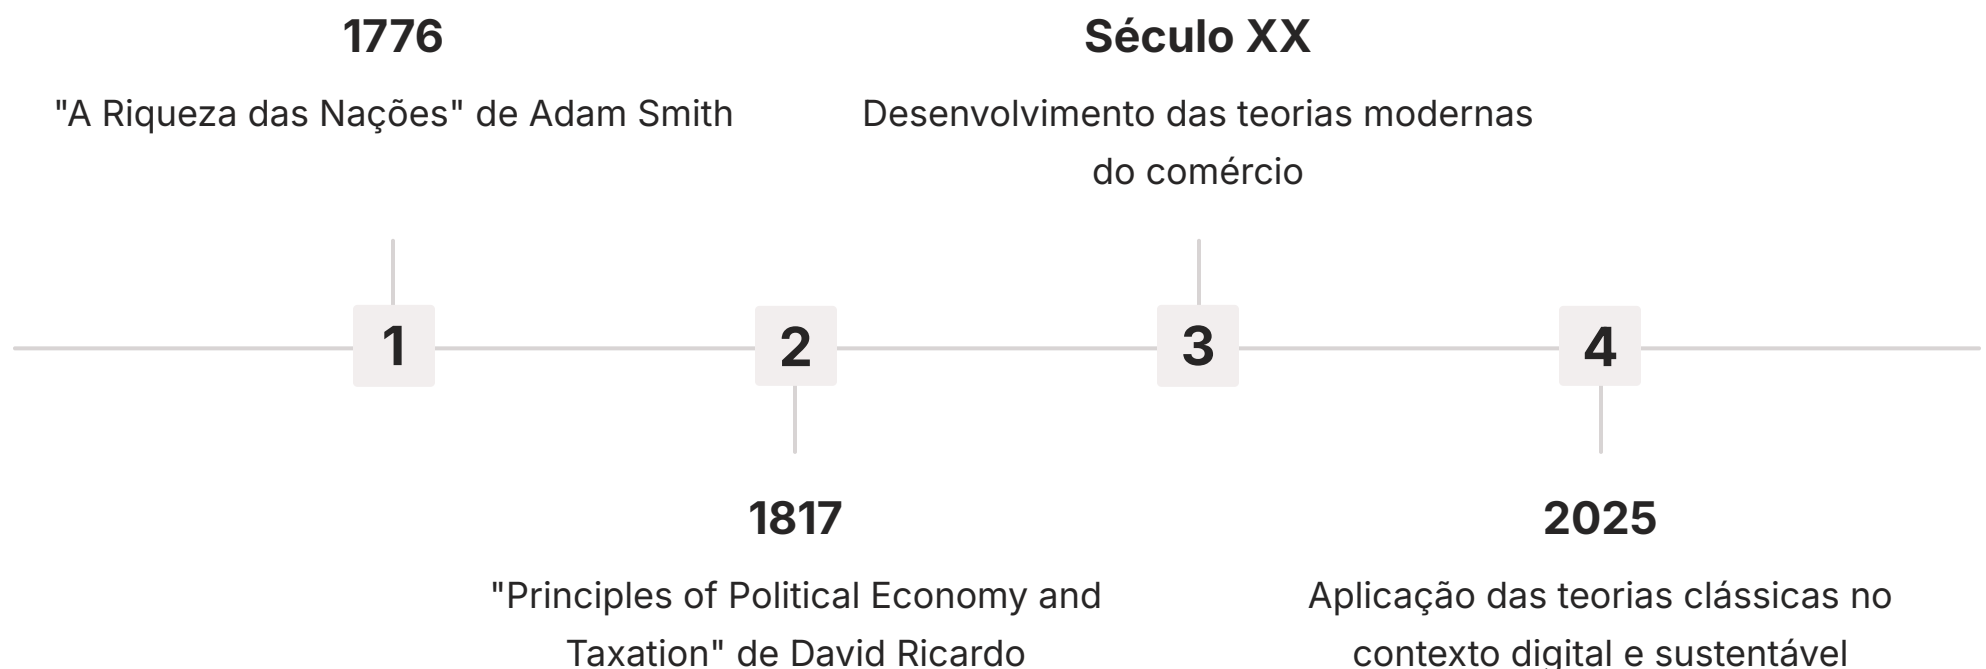 1776
"A Riqueza das Nações" de Adam Smith
Século XX
Desenvolvimento das teorias modernas
do comércio
1
2
3
4
1817
"Principles of Political Economy and
Taxation" de David Ricardo
2025
Aplicação das teorias clássicas no
contexto digital e sustentável